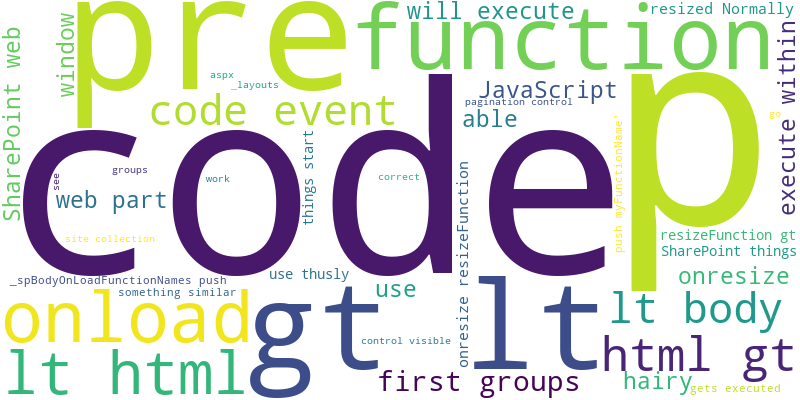 pre
function
will execute
resized Normally
window
SharePoint web
aspx
_layouts
code event
JavaScript
pagination control
able
execute within
go
p
code
push myFunctionName'
groups
see
work
correct
things start
web part
onresize resizeFunction
site collection
resizeFunction gt
SharePoint things
_spBodyOnLoadFunctionNames push
use thusly
something similar
use
onresize
onload
gt
lt
lt body
control visible
lt html
html gt
first groups
hairy
gets executed